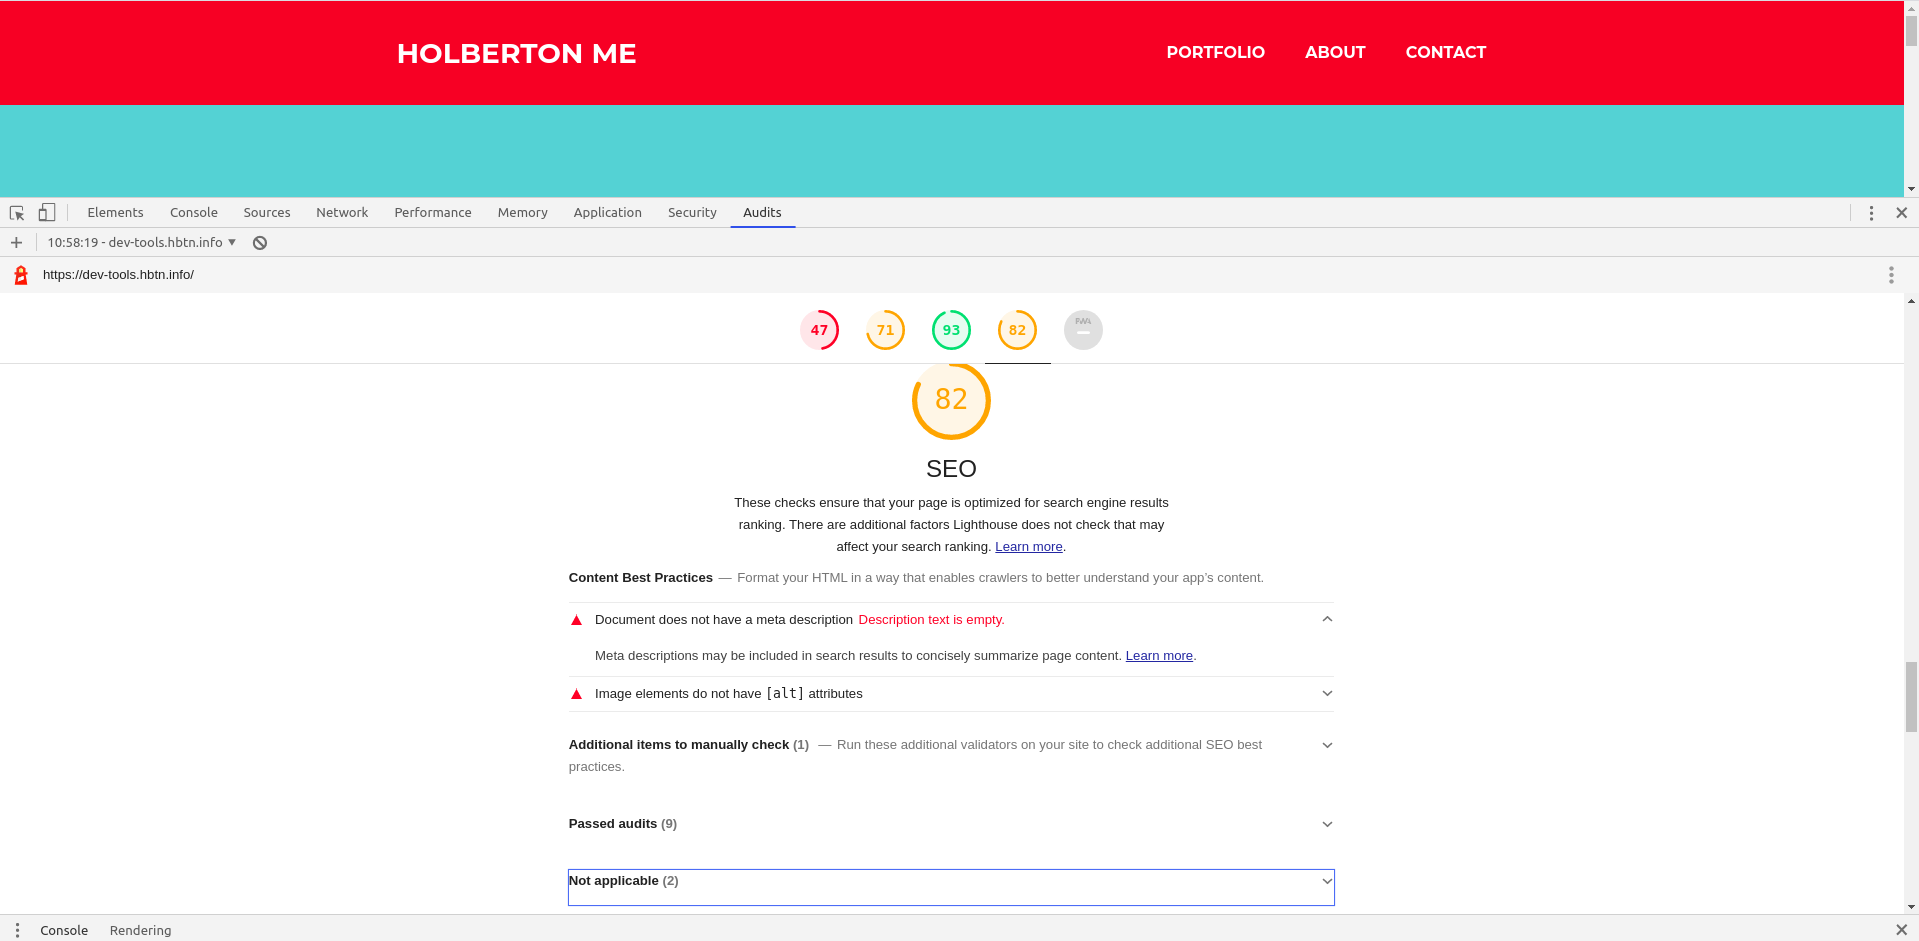 HOLBERTON ME
PORTFOLIO ABOUT CONTACT
Elements Console Sources Network Performance Memory Application Security Audits
10:58:19 - dev-tools.hbtn.info
https://dev-tools.hbtn.info/
47 71 93 82 PWA
82
SEO
These checks ensure that your page is optimized for search engine results
ranking. There are additional factors Lighthouse does not check that may
affect your search ranking. Learn more.
Content Best Practices — Format your HTML in a way that enables crawlers to better understand your app’s content.
Document does not have a meta description Description text is empty.
Meta descriptions may be included in search results to concisely summarize page content. Learn more.
Image elements do not have [alt] attributes
Additional items to manually check (1) — Run these additional validators on your site to check additional SEO best
practices.
Passed audits (9)
Not applicable (2)
Console Rendering